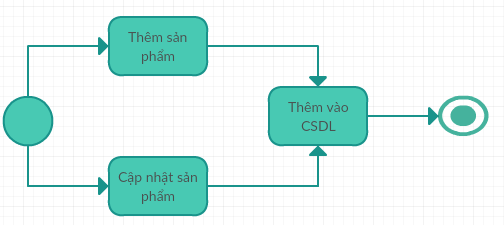 Thêm sản
phẩm
Thêm vào
CSDL
Cập nhật sản
phẩm